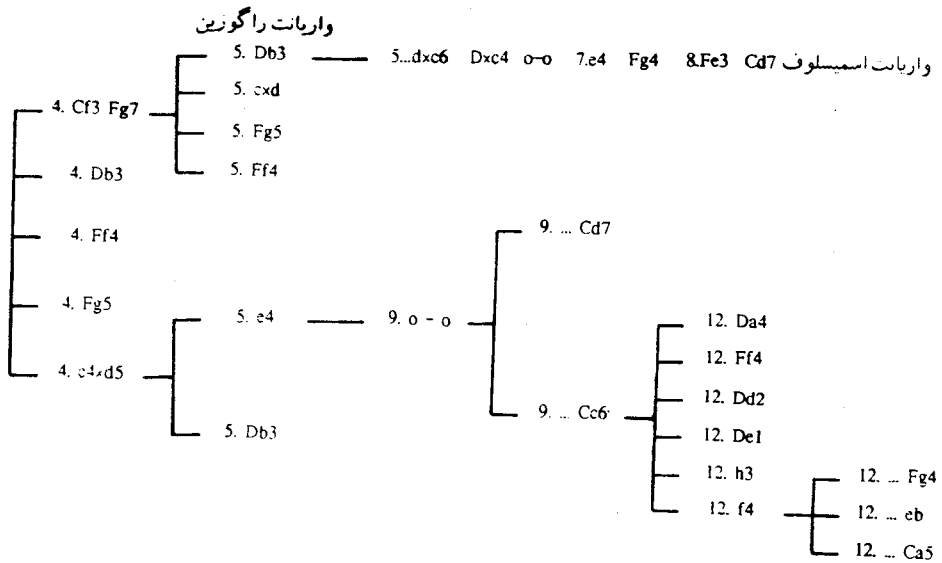 واریانت راگوزین
5. Db3 5...dxc6 Dxc4 o-o 7.e4 Fg4 8.Fe3 Cd7 واریانت اسمیسلوف
5. cxd
4. Cf3 Fg7
5. Fg5
5. Ff4
4. Db3
4. Ff4
9. ... Cd7
4. Fg5
5. e4 9. o - o
12. Da4
12. Ff4
4. c4xd5
12. Dd2
9. ... Cc6
5. Db3
12. De1
12. h3
12. ... Fg4
12. f4
12. ... eb
12. ... Ca5